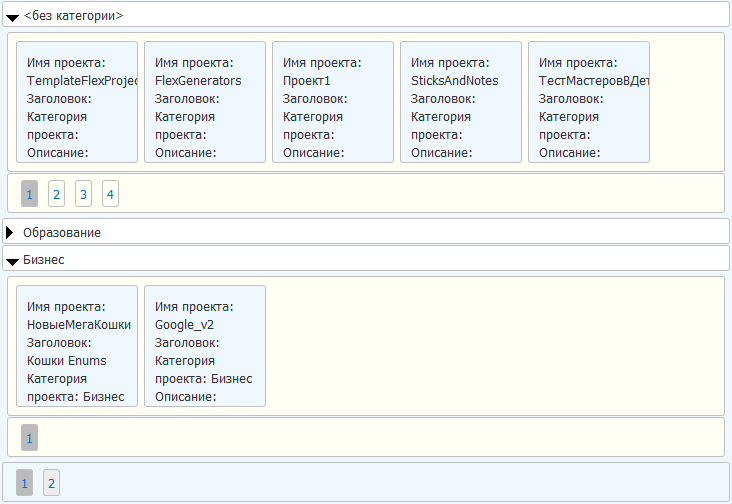 <без категории>
Имя проекта:
TemplateFlexProjec
Заголовок:
Категория
проекта:
Описание:
Имя проекта:
FlexGenerators
Заголовок:
Категория
проекта:
Описание:
Имя проекта:
Проект1
Заголовок:
Категория
проекта:
Описание:
Имя проекта:
SticksAndNotes
Заголовок:
Категория
проекта:
Описание:
Имя проекта:
ТестМастеровВДет
Заголовок:
Категория
проекта:
Описание:
1 2 3 4
Образование
Бизнес
Имя проекта:
НовыеМегаКошки
Заголовок:
Кошки Enums
Категория
проекта: Бизнес
Имя проекта:
Google_v2
Заголовок:
Категория
проекта: Бизнес
Описание:
1
1 2